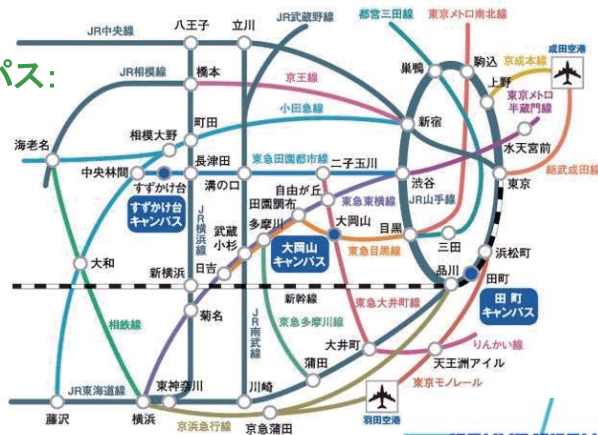 JR中央線
八王子
立川
JR武蔵野線
都営三田線
東京メトロ南北線
巣鴨
駒込
京成本線
成田空港
上野
パス:
JR相模線
橋本
京王線
東京メトロ
半蔵門線
小田急線
新宿
水天宮前
町田
相模大野
海老名
中央林間
長津田
東急田園都市線
二子玉川
渋谷
東京
総武成田線
すずかけ台
溝の口
自由が丘
東急東横線
JR山手線
すずかけ台
キャンパス
田園調布
大岡山
目黒
三田
JR横浜線
武蔵
小杉
多摩川
大岡山
キャンパス
東急目黒線
浜松町
大和
新横浜
日吉
品川
田町
新幹線
東急大井町線
田町
キャンパス
相鉄線
菊名
JR南武線
東急多摩川線
大井町
りんかい線
蒲田
天王洲アイル
JR東海道線
東神奈川
東京モノレール
藤沢
横浜
川崎
羽田空港
京浜急行線
京急蒲田